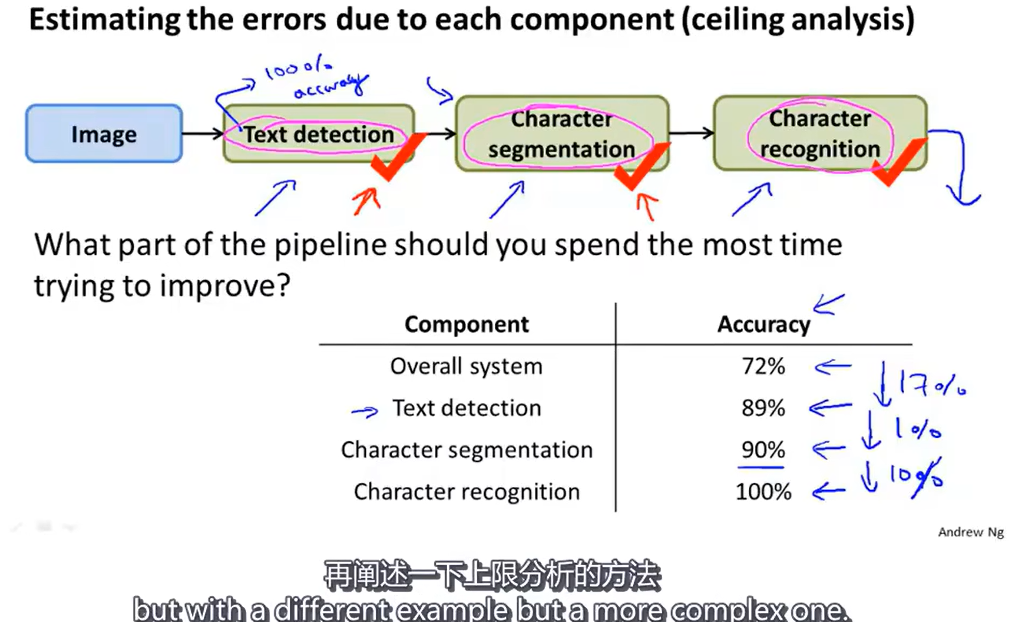 Estimating the errors due to each component (ceiling analysis)
100%
accuracy
Image
Text detection
Character
segmentation
Character
recognition
What part of the pipeline should you spend the most time
trying to improve?
Component Accuracy
Overall system 72%
17%
Text detection 89%
1%
Character segmentation 90%
10%
Character recognition 100%
Andrew Ng
再阐述一下上限分析的方法
but with a different example but a more complex one.